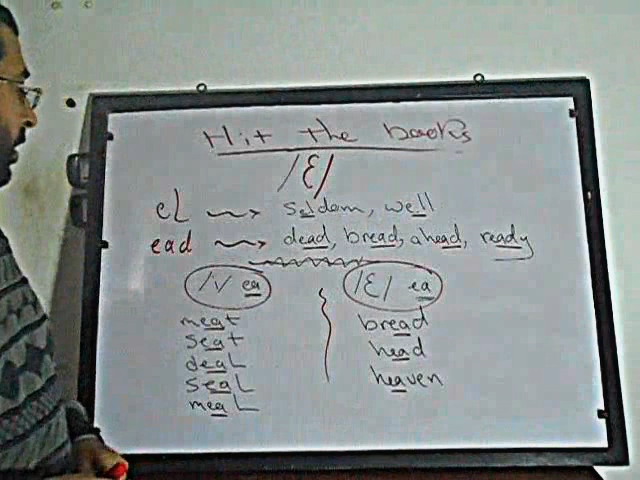 Hit the books
/ɛ/
el → seldom, well
ead → dead, bread, ahead, ready
/i/ ea /ɛ/ ea
meat bread
seat head
deal heaven
seal
meal